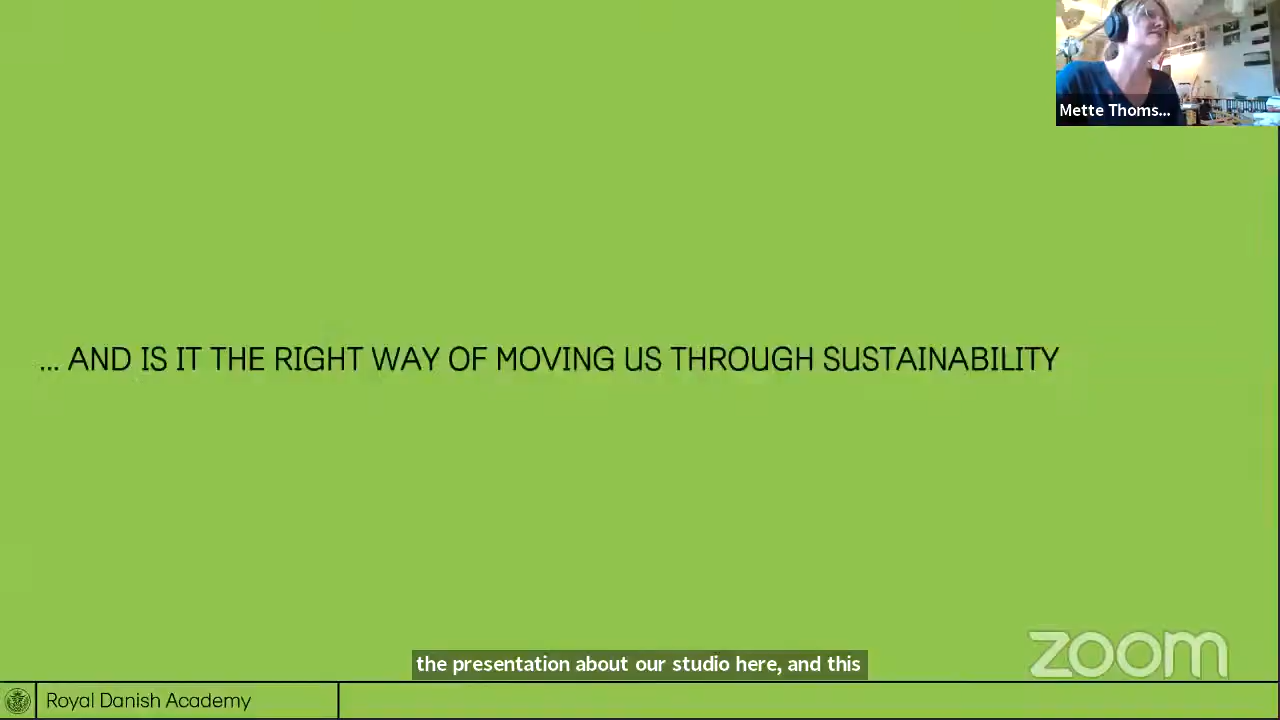 Mette Thoms...
... AND IS IT THE RIGHT WAY OF MOVING US THROUGH SUSTAINABILITY
zoom
the presentation about our studio here, and this
Royal Danish Academy